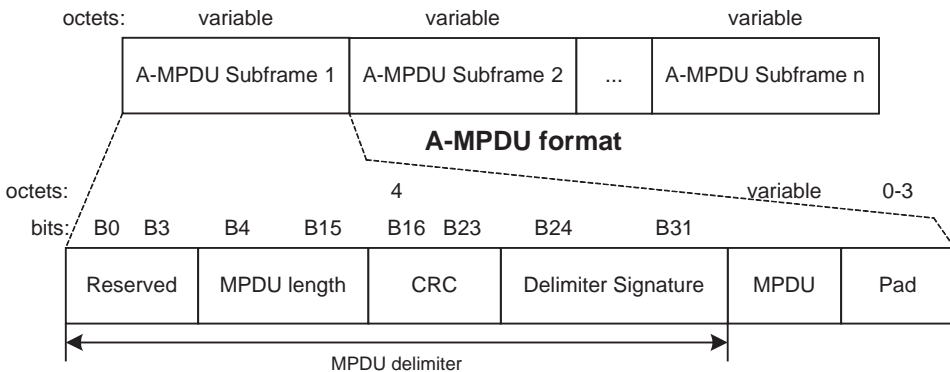 octets: variable variable variable
A-MPDU Subframe 1 A-MPDU Subframe 2 ... A-MPDU Subframe n
A-MPDU format
octets: 4 variable 0-3
bits: B0 B3 B4 B15 B16 B23 B24 B31
Reserved MPDU length CRC Delimiter Signature MPDU Pad
MPDU delimiter